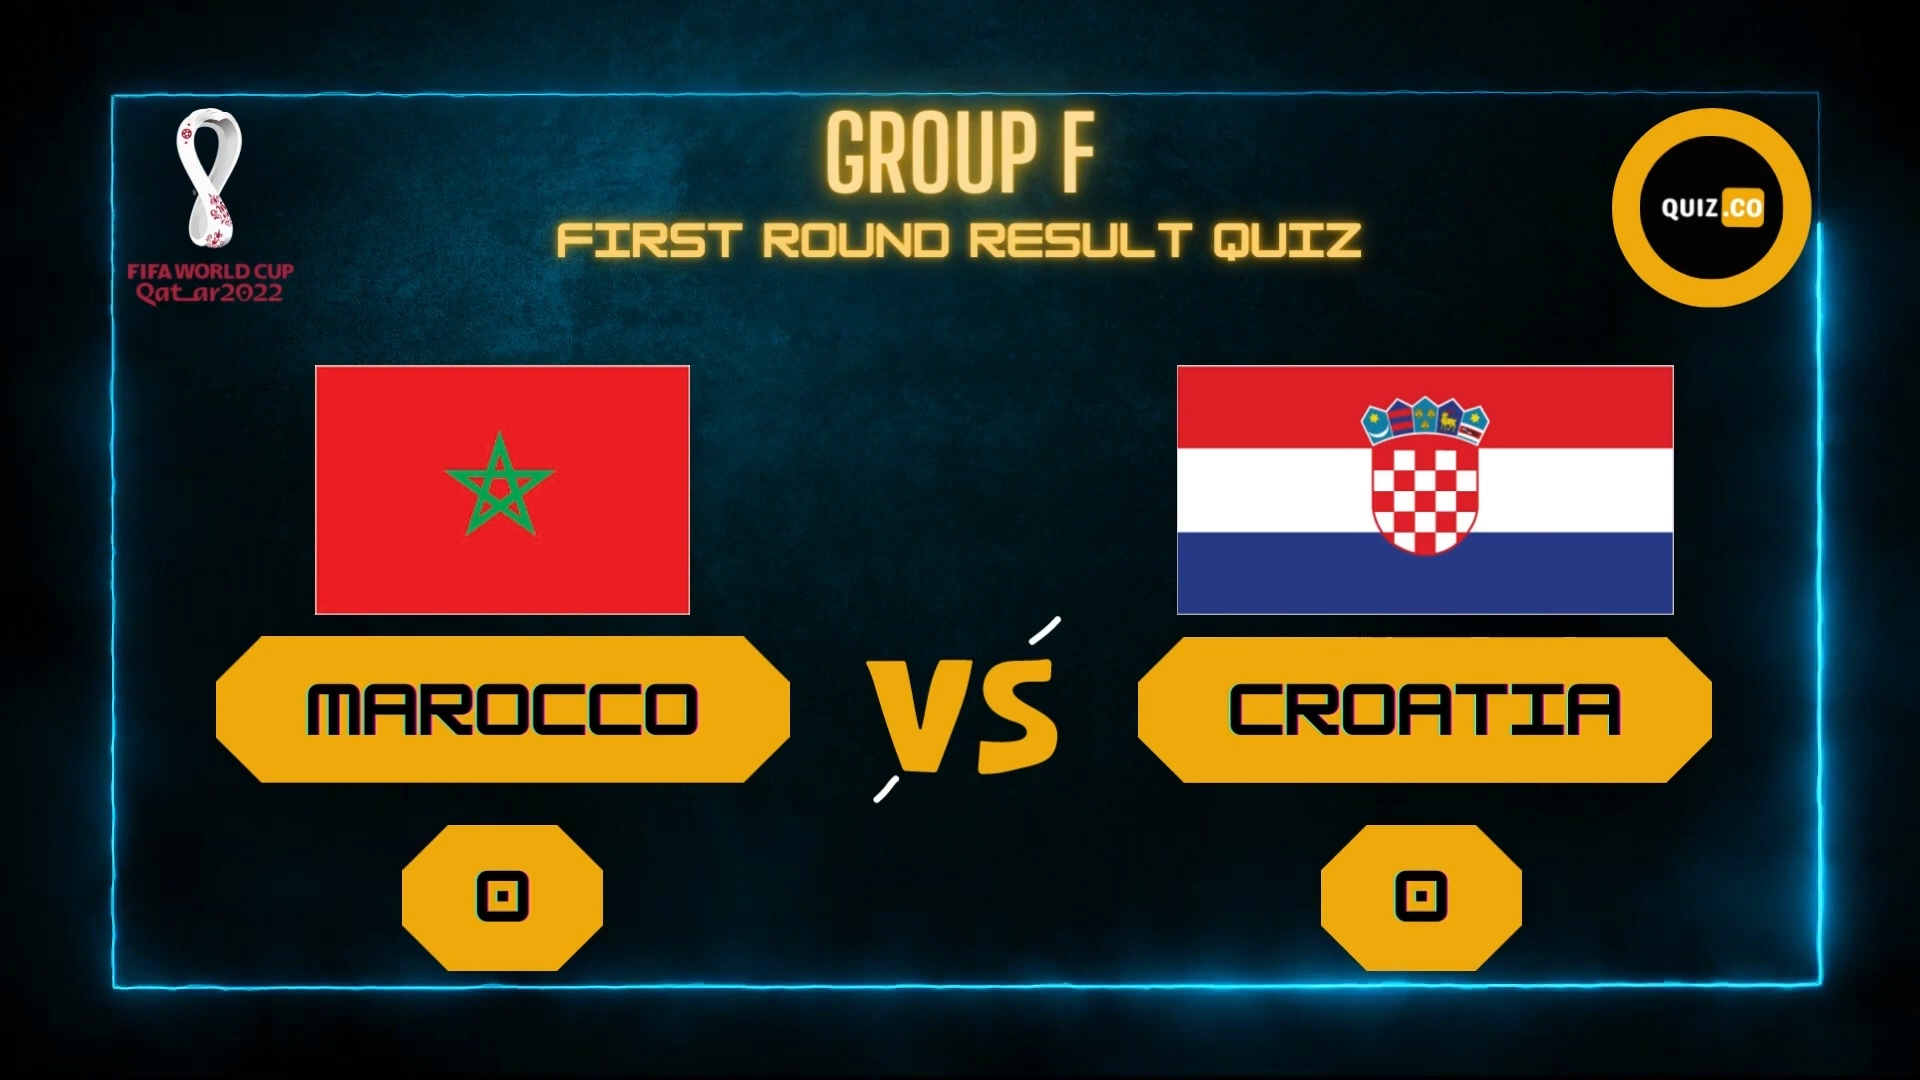 GROUP F
FIRST ROUND RESULT QUIZ
FIFA WORLD CUP
Qatar2022
QUIZ.CO
MAROCCO
VS
CROATIA
0
0